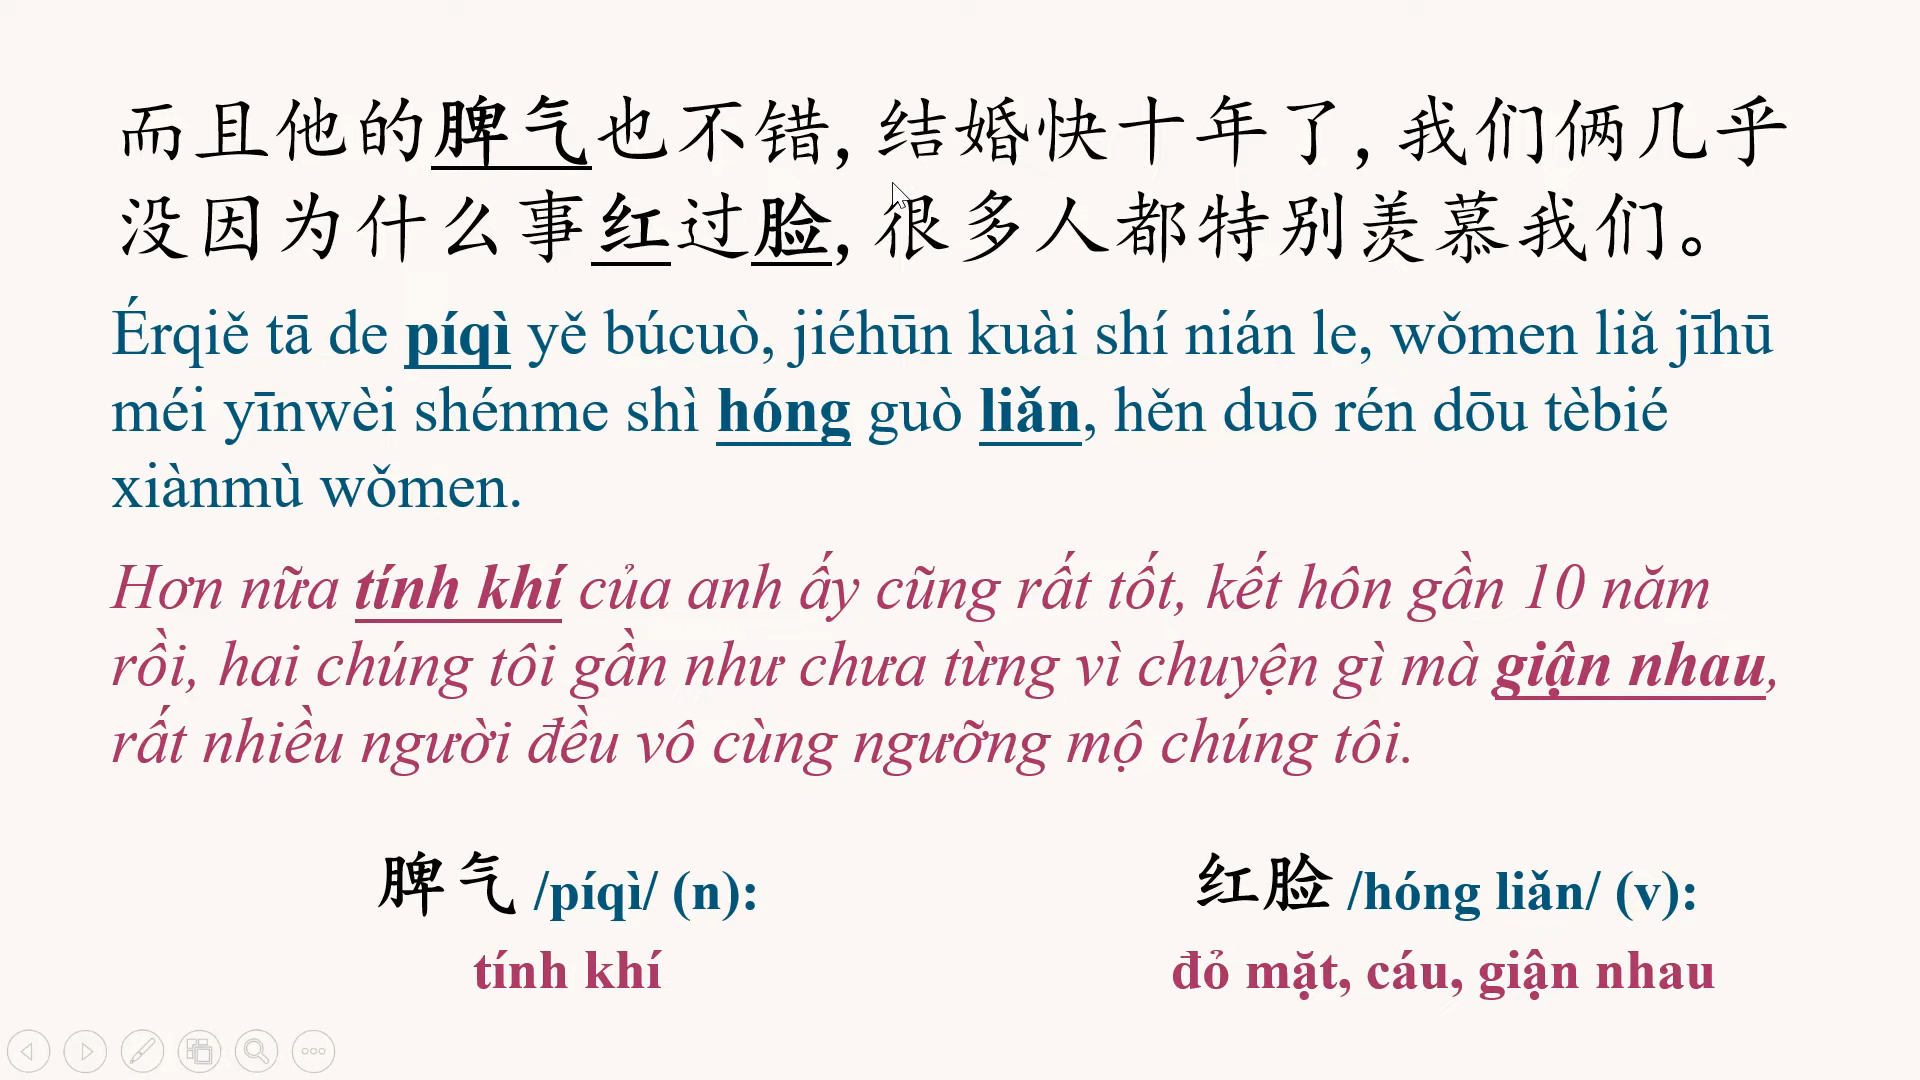 而且他的脾气也不错,结婚快十年了,我们俩几乎
没因为什么事红过脸,很多人都特别羡慕我们。
Érqiě tā de píqì yě búcuò, jiéhūn kuài shí nián le, wǒmen liǎ jīhū
méi yīnwèi shénme shì hóng guò liǎn, hěn duō rén dōu tèbié
xiànmù wǒmen.
Hơn nữa tính khí của anh ấy cũng rất tốt, kết hôn gần 10 năm
rồi, hai chúng tôi gần như chưa từng vì chuyện gì mà giận nhau,
rất nhiều người đều vô cùng ngưỡng mộ chúng tôi.
脾气 /píqì/ (n):
tính khí
红脸 /hóng liǎn/ (v):
đỏ mặt, cáu, giận nhau